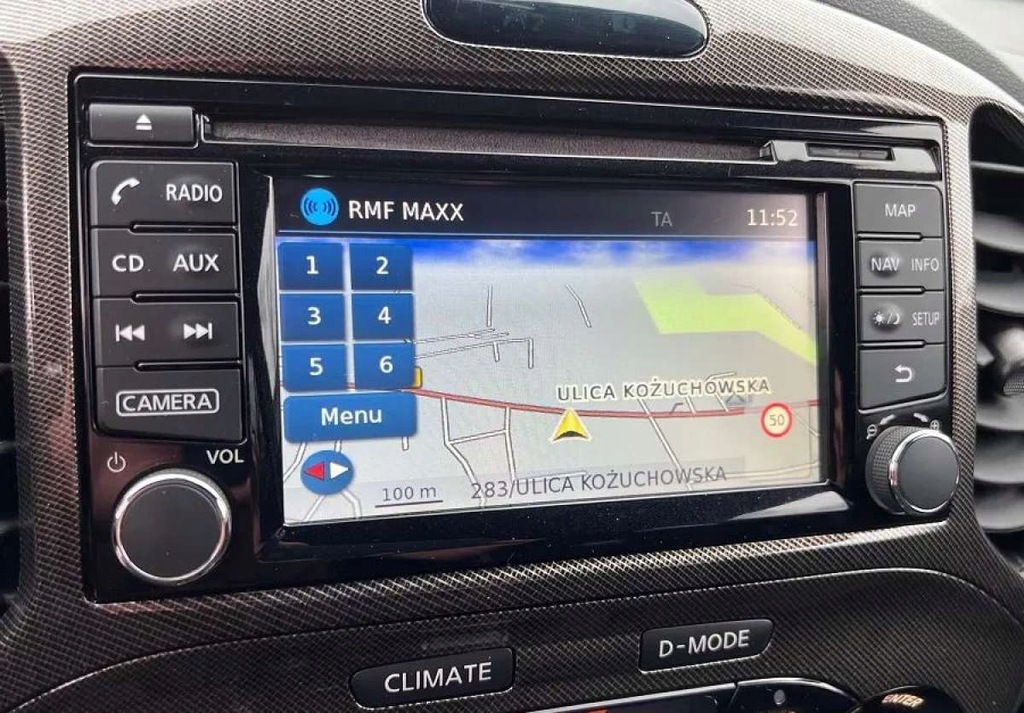 RADIO
CD AUX
CAMERA
VOL
RMF MAXX TA 11:52
1 2
3 4
5 6
Menu
ULICA KOŻUCHOWSKA
50
100 m
283/ULICA KOŻUCHOWSKA
MAP
NAV INFO
SETUP
CLIMATE
D-MODE
ENTER